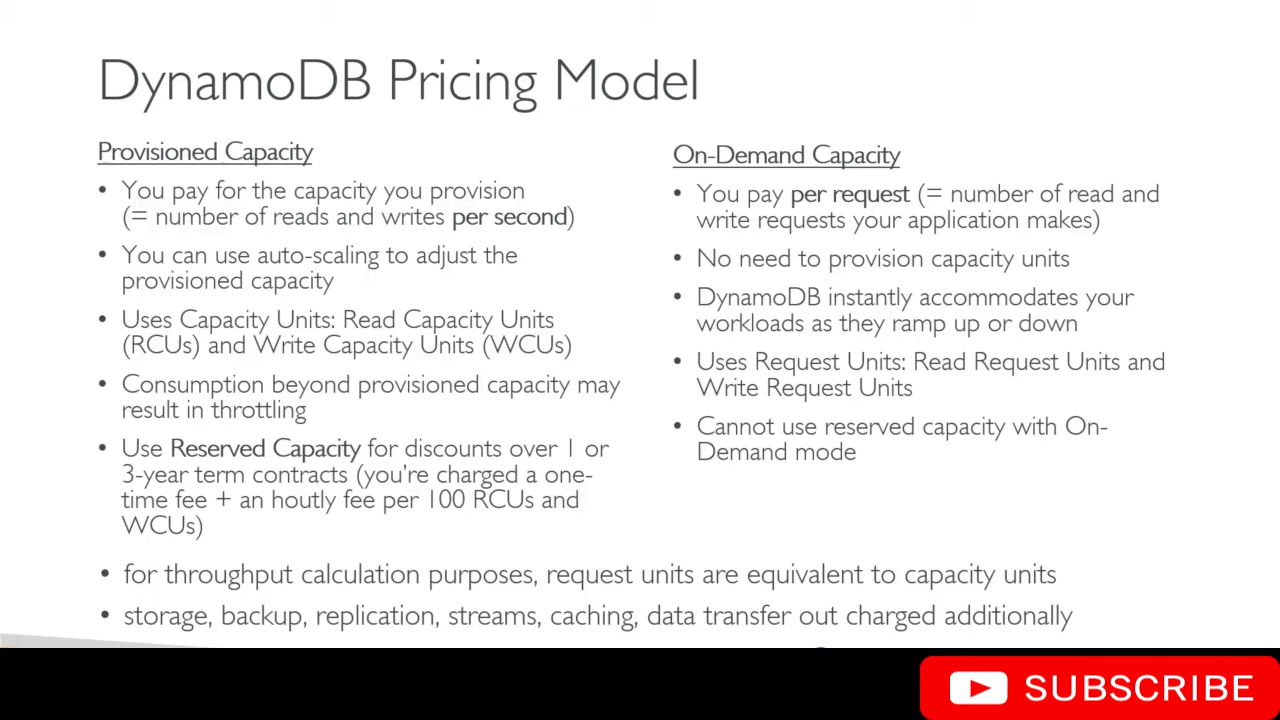 DynamoDB Pricing Model
Provisioned Capacity
• You pay for the capacity you provision
(= number of reads and writes per second)
• You can use auto-scaling to adjust the
provisioned capacity
• Uses Capacity Units: Read Capacity Units
(RCUs) and Write Capacity Units (WCUs)
• Consumption beyond provisioned capacity may
result in throttling
• Use Reserved Capacity for discounts over 1 or
3-year term contracts (you're charged a one-
time fee + an houtly fee per 100 RCUs and
WCUs)
On-Demand Capacity
• You pay per request (= number of read and
write requests your application makes)
• No need to provision capacity units
• DynamoDB instantly accommodates your
workloads as they ramp up or down
• Uses Request Units: Read Request Units and
Write Request Units
• Cannot use reserved capacity with On-
Demand mode
• for throughput calculation purposes, request units are equivalent to capacity units
• storage, backup, replication, streams, caching, data transfer out charged additionally
SUBSCRIBE